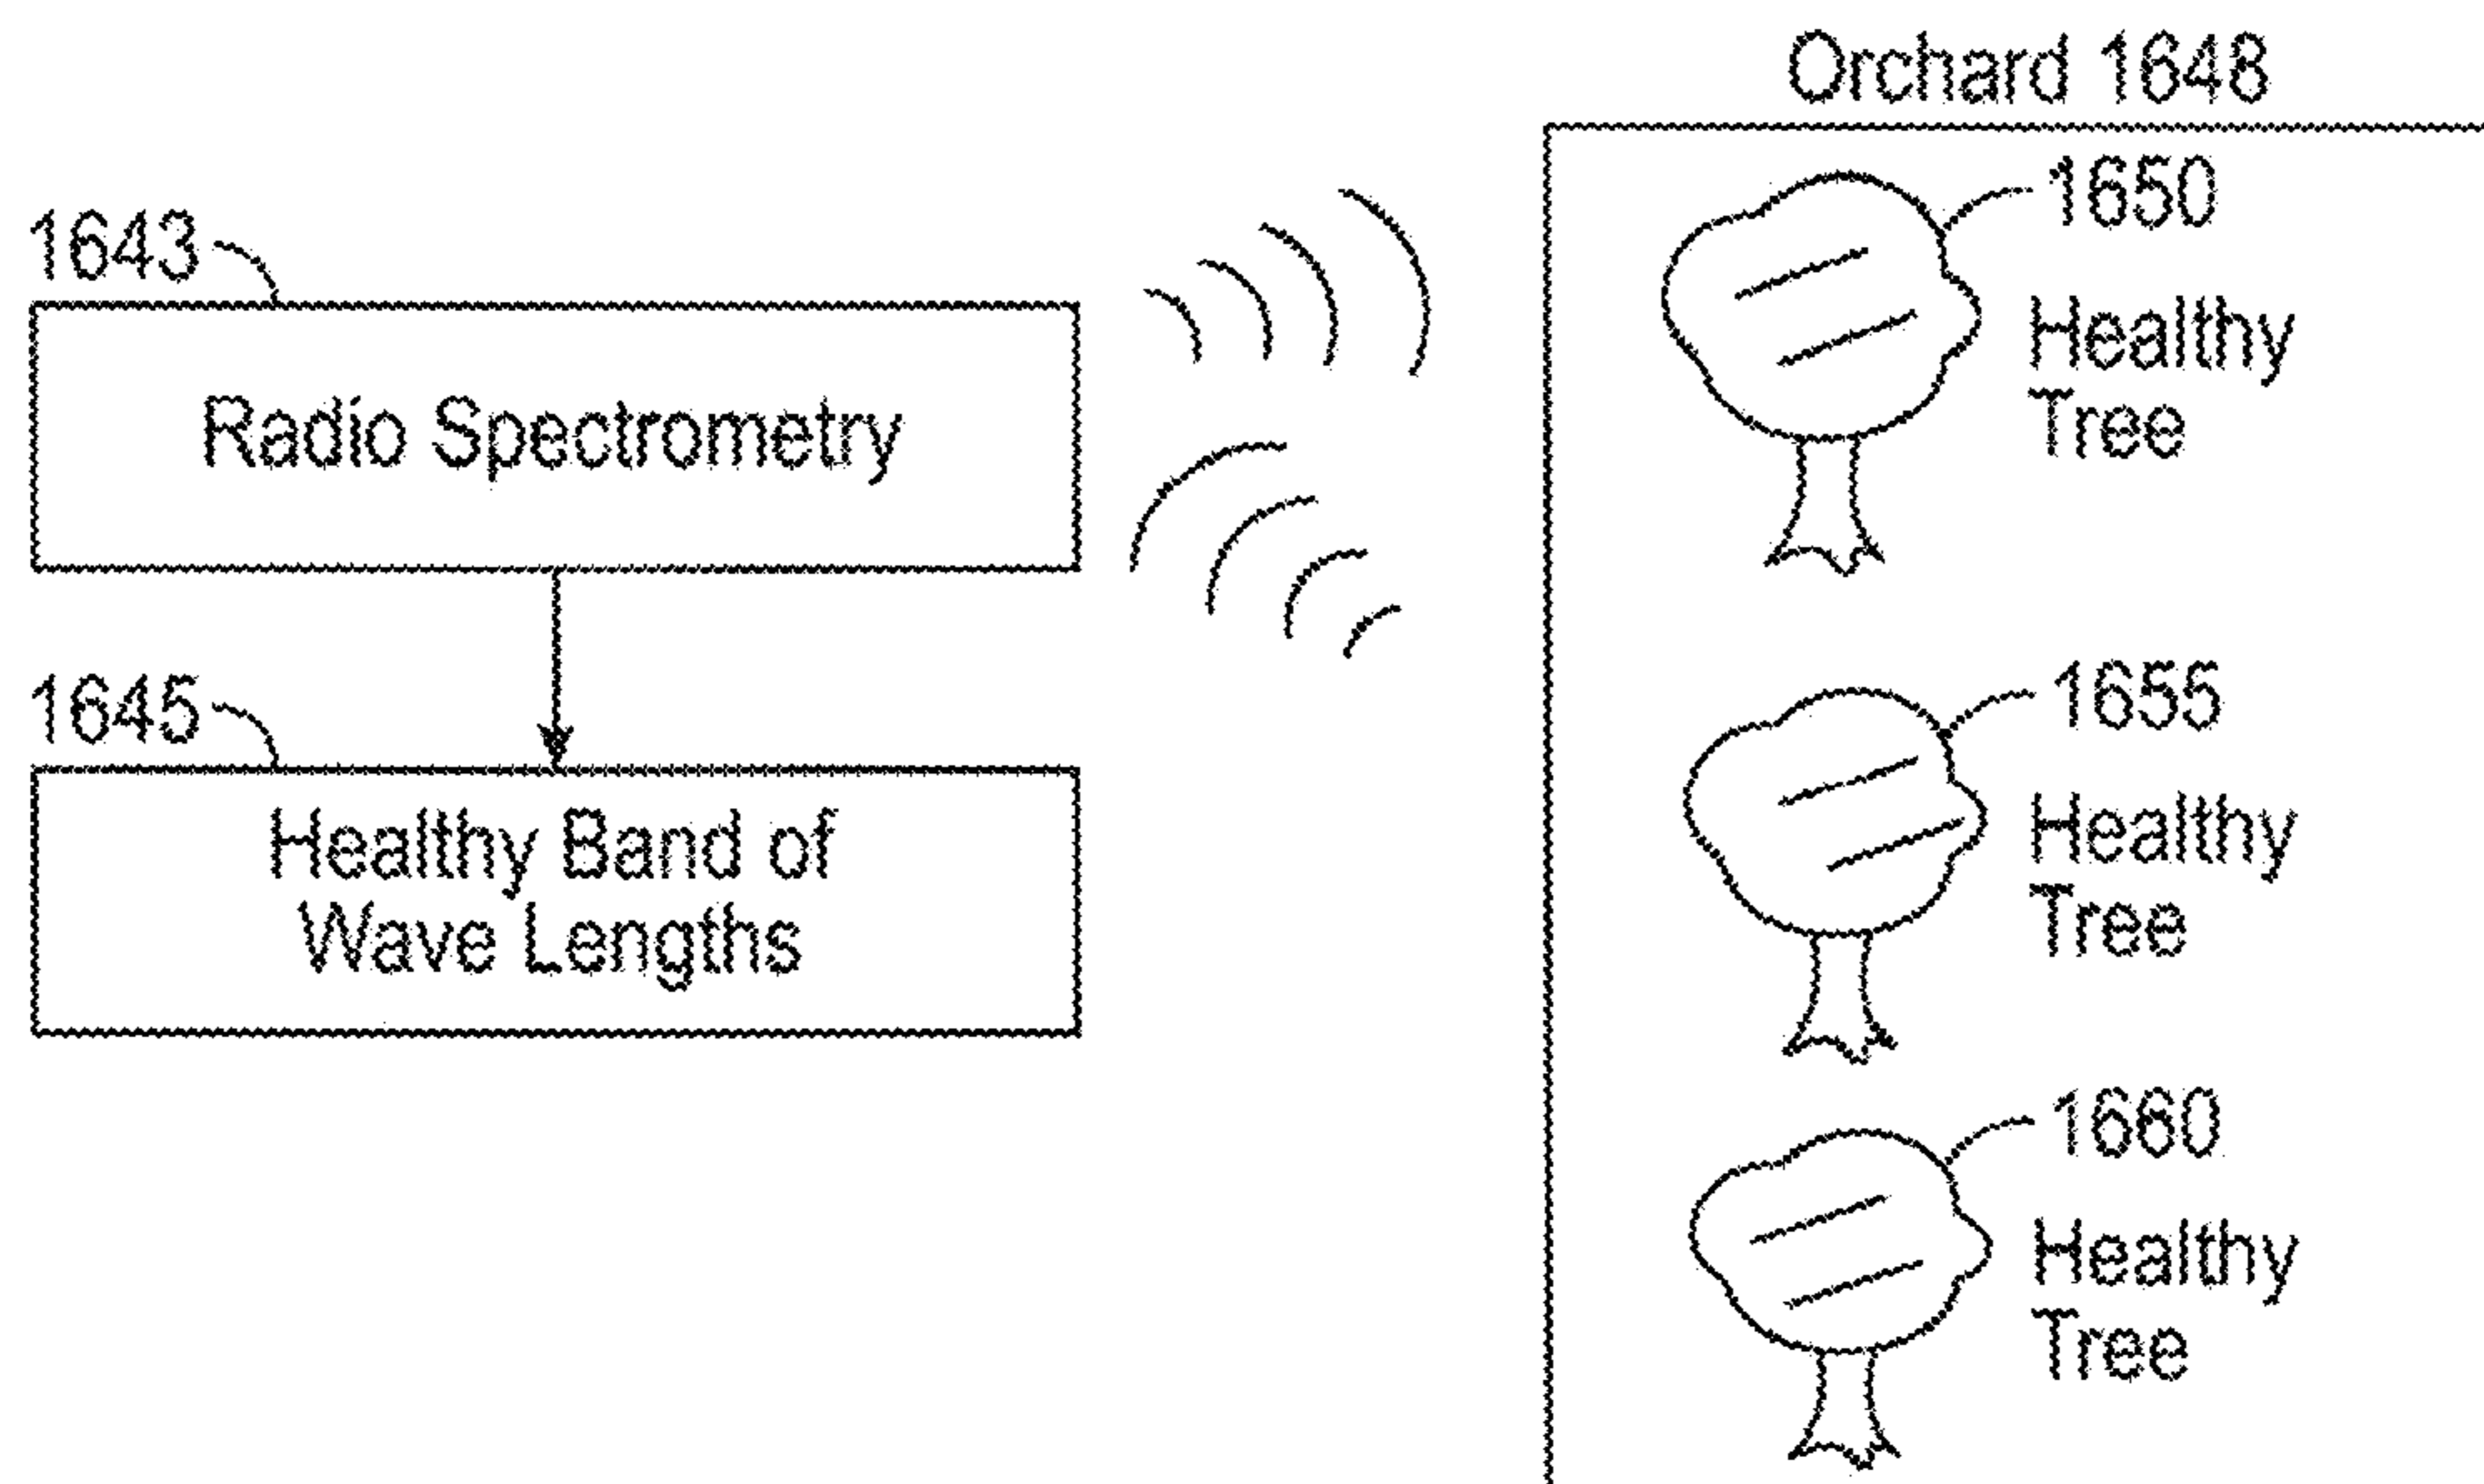 Orchard 1648
1643
Radio Spectrometry
1645
Healthy Band of
Wave Lengths
1650
Healthy
Tree
1655
Healthy
Tree
1660
Healthy
Tree